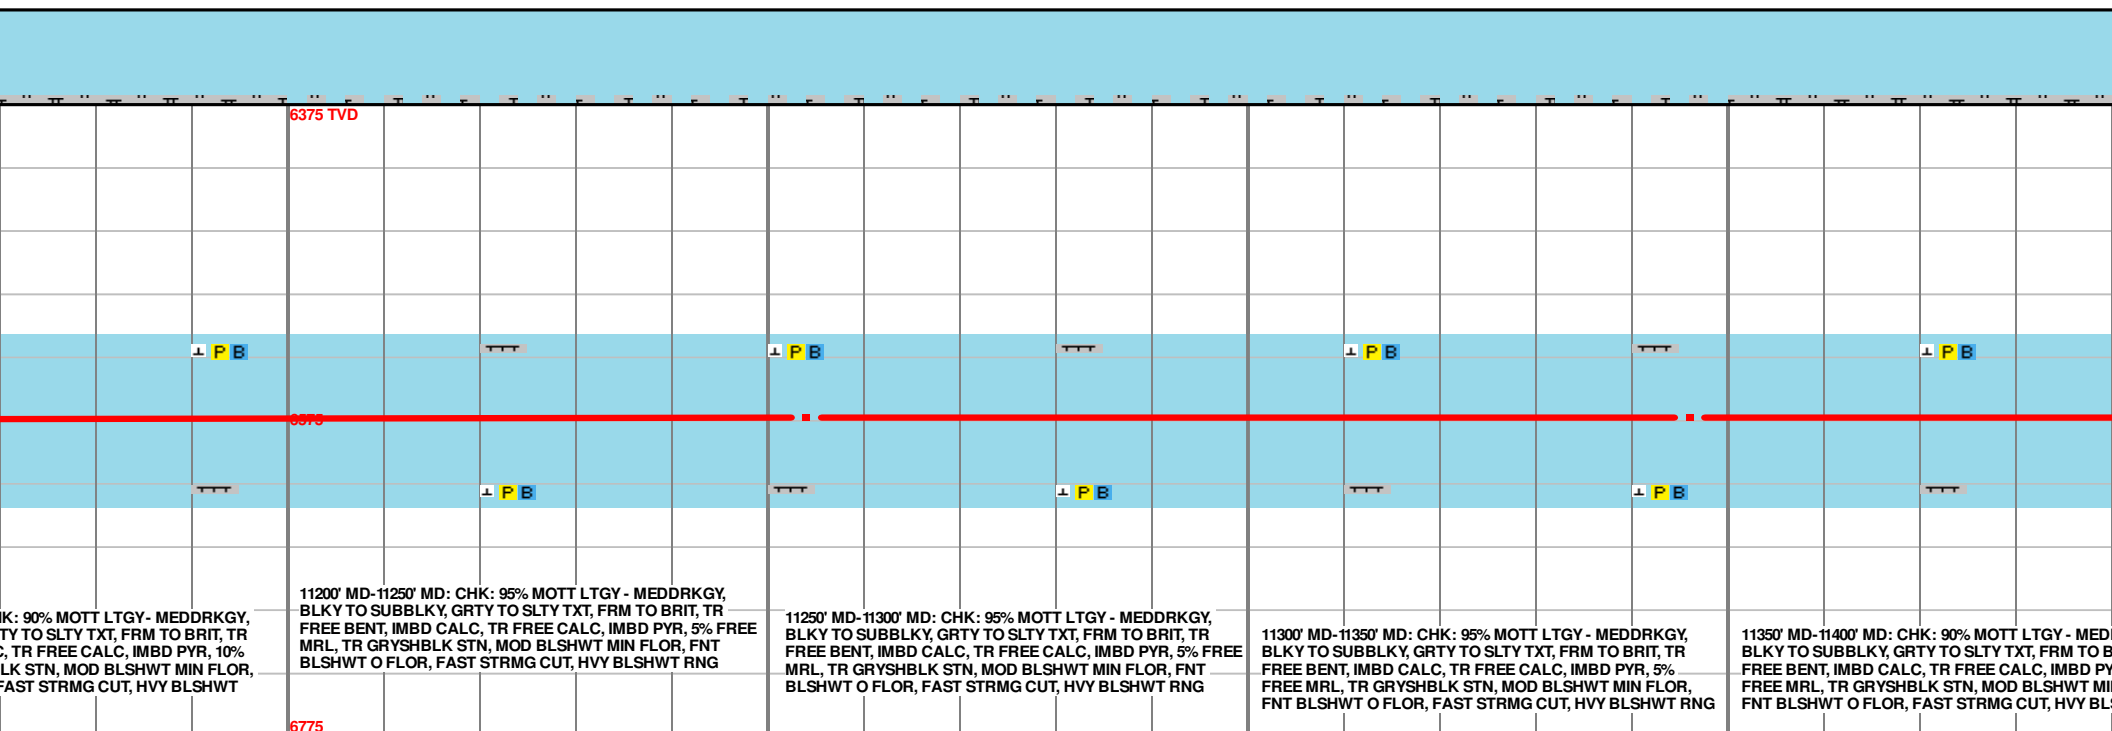 6375 TVD
P B
P B
P B
P B
6575
P B
P B
P B
K: 90% MOTT LTGY - MEDDRKGY,
TY TO SLTY TXT, FRM TO BRIT, TR
, TR FREE CALC, IMBD PYR, 10%
LK STN, MOD BLSHWT MIN FLOR,
FAST STRMG CUT, HVY BLSHWT
11200' MD-11250' MD: CHK: 95% MOTT LTGY - MEDDRKGY,
BLKY TO SUBBLKY, GRTY TO SLTY TXT, FRM TO BRIT, TR
FREE BENT, IMBD CALC, TR FREE CALC, IMBD PYR, 5% FREE
MRL, TR GRYSHBLK STN, MOD BLSHWT MIN FLOR, FNT
BLSHWT O FLOR, FAST STRMG CUT, HVY BLSHWT RNG
11250' MD-11300' MD: CHK: 95% MOTT LTGY - MEDDRKGY,
BLKY TO SUBBLKY, GRTY TO SLTY TXT, FRM TO BRIT, TR
FREE BENT, IMBD CALC, TR FREE CALC, IMBD PYR, 5% FREE
MRL, TR GRYSHBLK STN, MOD BLSHWT MIN FLOR, FNT
BLSHWT O FLOR, FAST STRMG CUT, HVY BLSHWT RNG
11300' MD-11350' MD: CHK: 95% MOTT LTGY - MEDDRKGY,
BLKY TO SUBBLKY, GRTY TO SLTY TXT, FRM TO BRIT, TR
FREE BENT, IMBD CALC, TR FREE CALC, IMBD PYR, 5%
FREE MRL, TR GRYSHBLK STN, MOD BLSHWT MIN FLOR,
FNT BLSHWT O FLOR, FAST STRMG CUT, HVY BLSHWT RNG
11350' MD-11400' MD: CHK: 90% MOTT LTGY - MED
BLKY TO SUBBLKY, GRTY TO SLTY TXT, FRM TO B
FREE BENT, IMBD CALC, TR FREE CALC, IMBD PY
FREE MRL, TR GRYSHBLK STN, MOD BLSHWT MI
FNT BLSHWT O FLOR, FAST STRMG CUT, HVY BL
6775